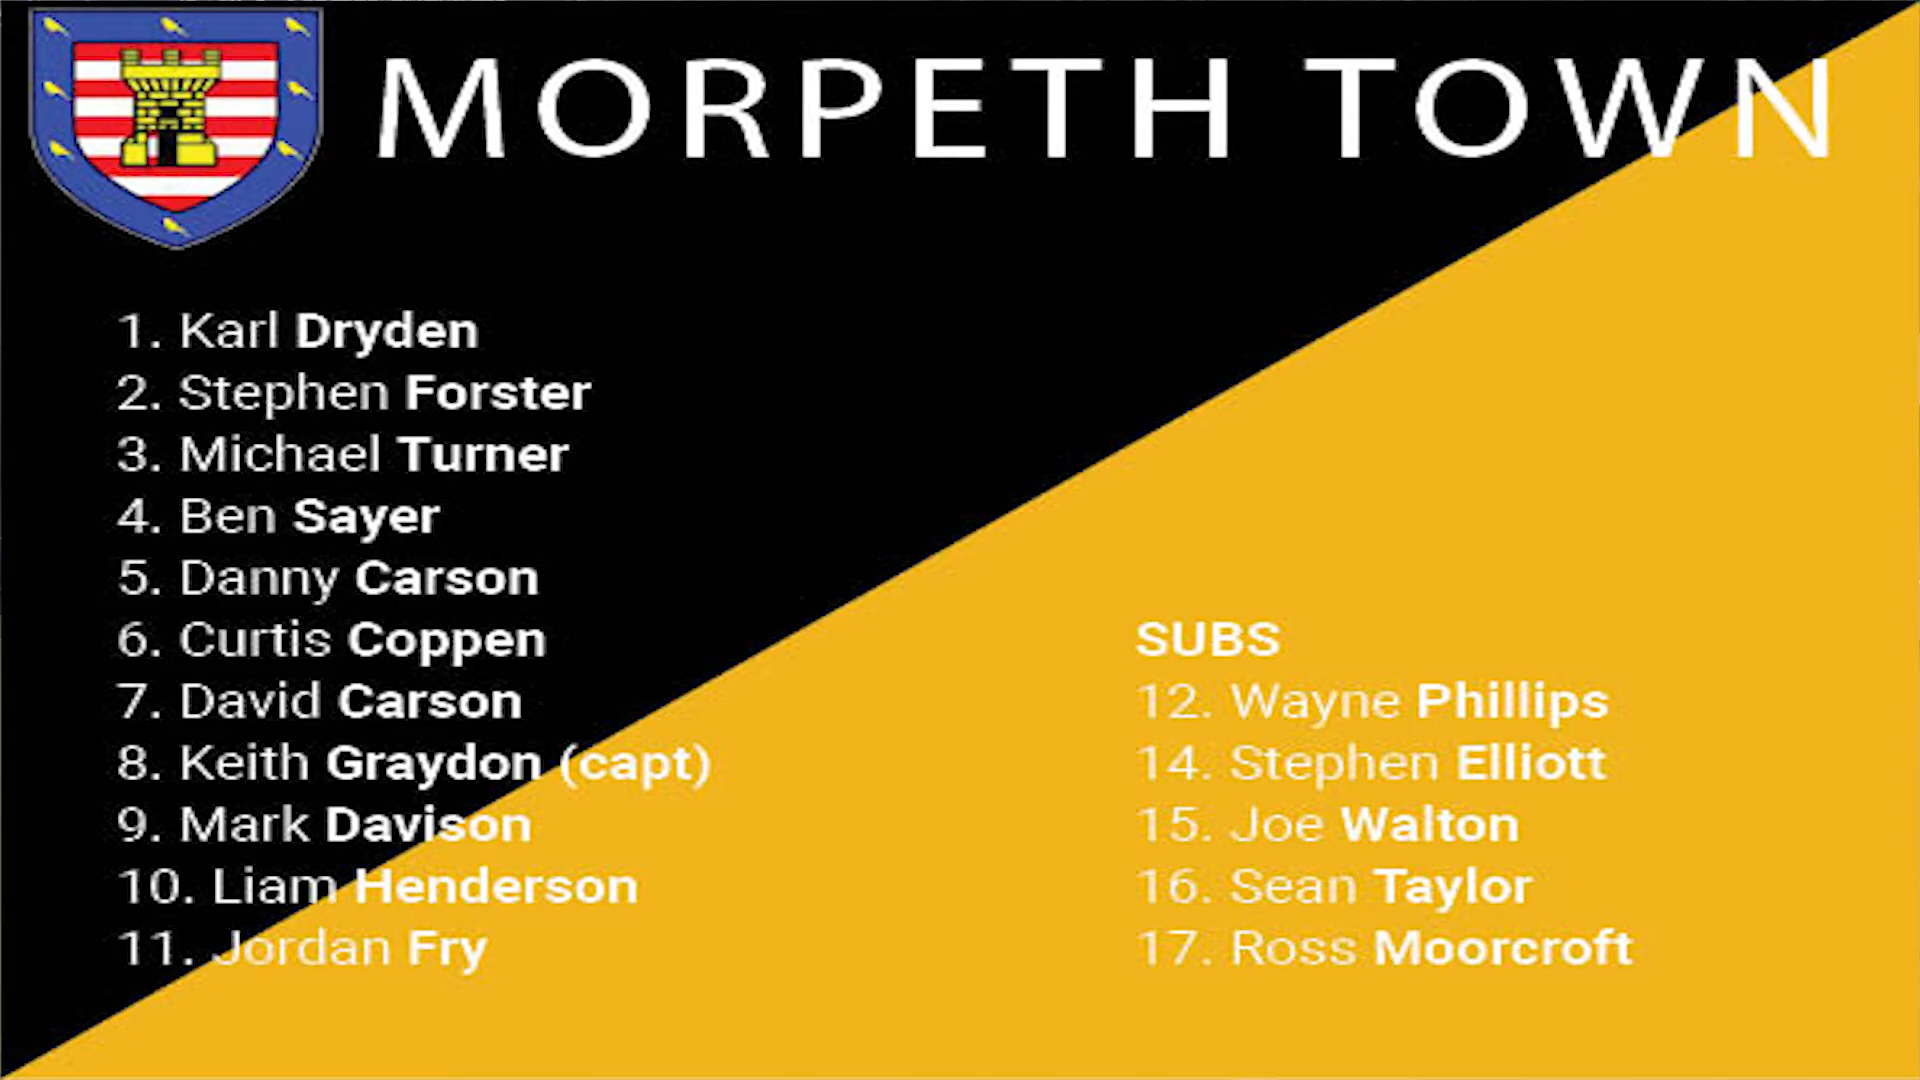 MORPETH TOWN
1. Karl Dryden
2. Stephen Forster
3. Michael Turner
4. Ben Sayer
5. Danny Carson
6. Curtis Coppen
7. David Carson
8. Keith Graydon (capt)
9. Mark Davison
10. Liam Henderson
11. Jordan Fry
SUBS
12. Wayne Phillips
14. Stephen Elliott
15. Joe Walton
16. Sean Taylor
17. Ross Moorcroft